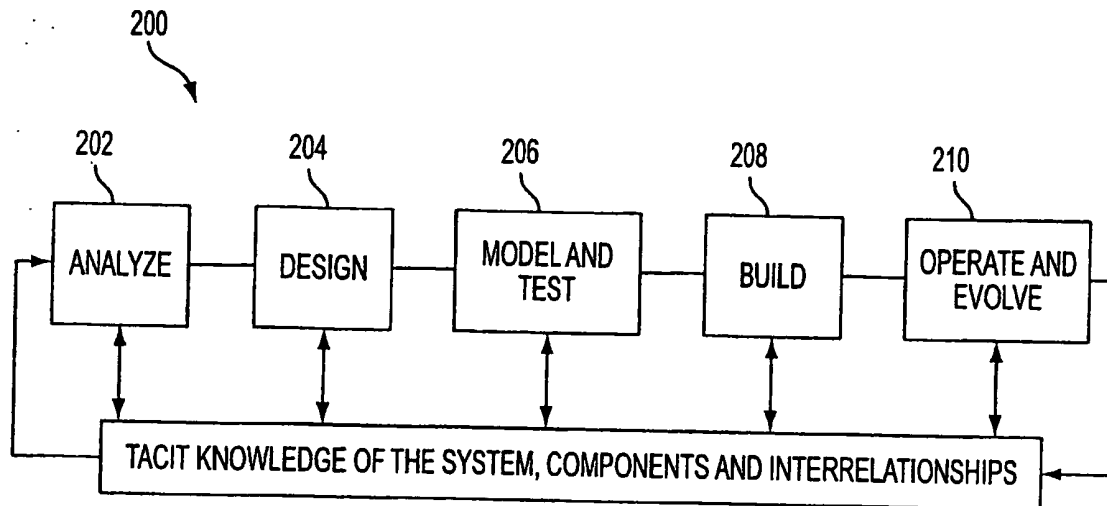 200
202
204
206
208
210
ANALYZE
DESIGN
MODEL AND
TEST
BUILD
OPERATE AND
EVOLVE
TACIT KNOWLEDGE OF THE SYSTEM, COMPONENTS AND INTERRELATIONSHIPS